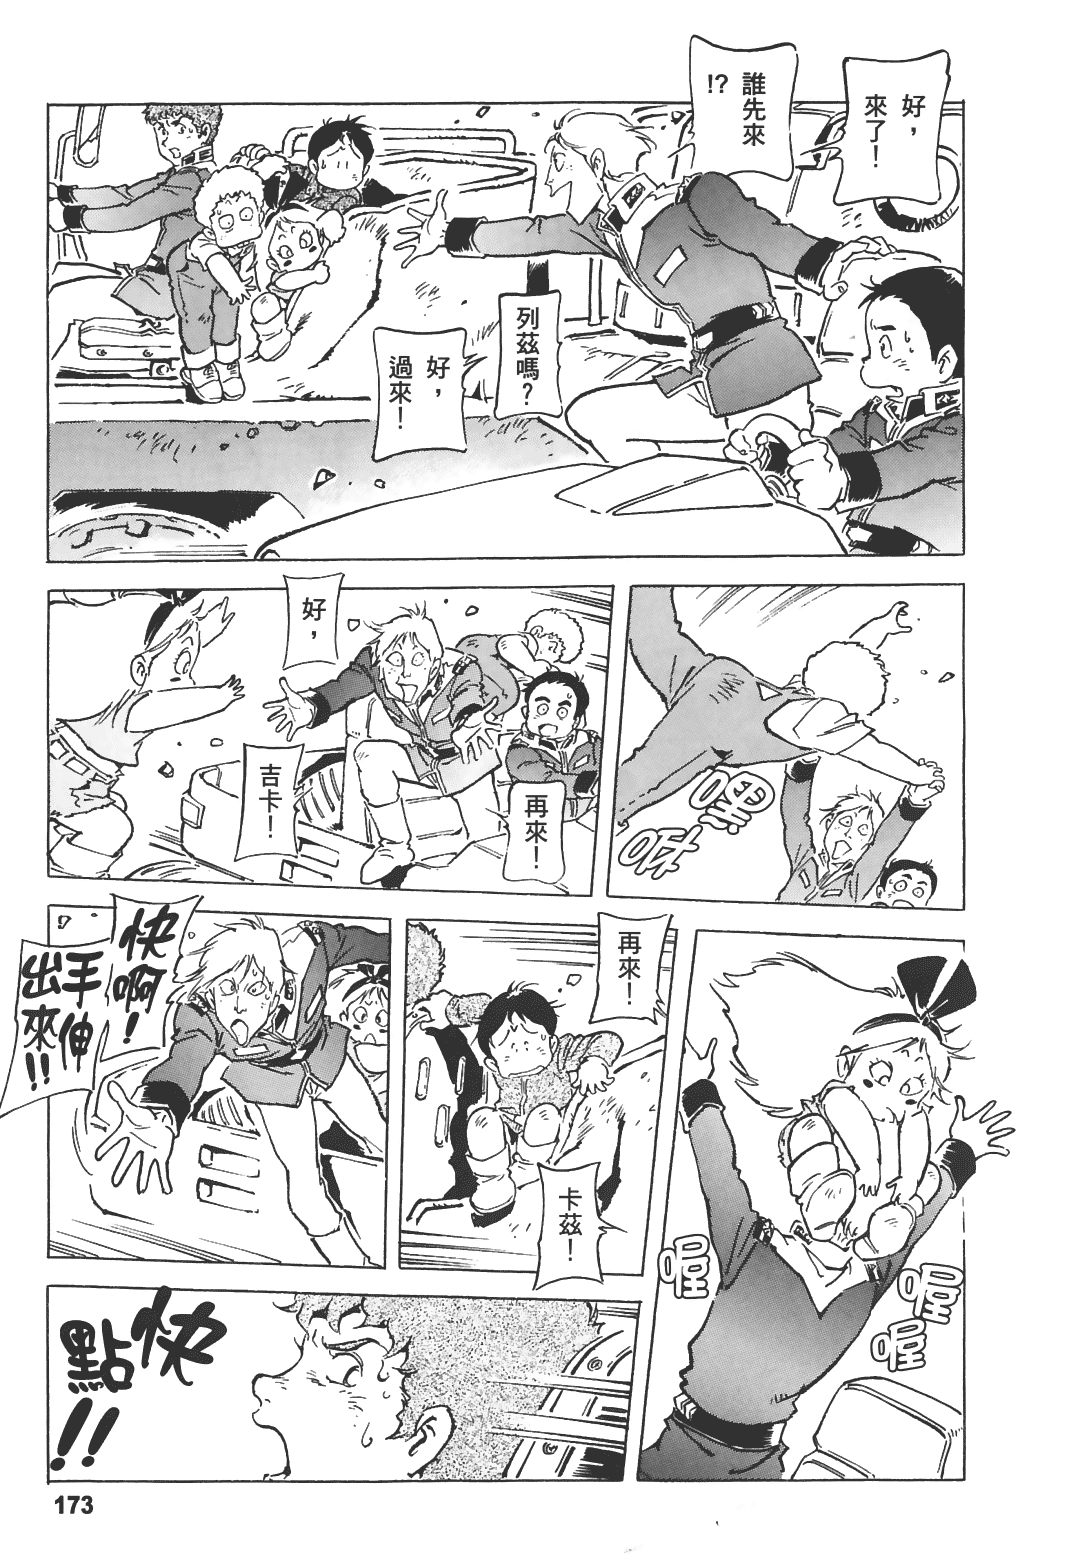 好，
來了！
誰先來
!?
列茲嗎？
好，
過來！
哩
咻
好，
吉卡！
再來！
喔
喔
喔
再來！
卡茲！
快啊！
手伸
出來!!
快
點!!
173